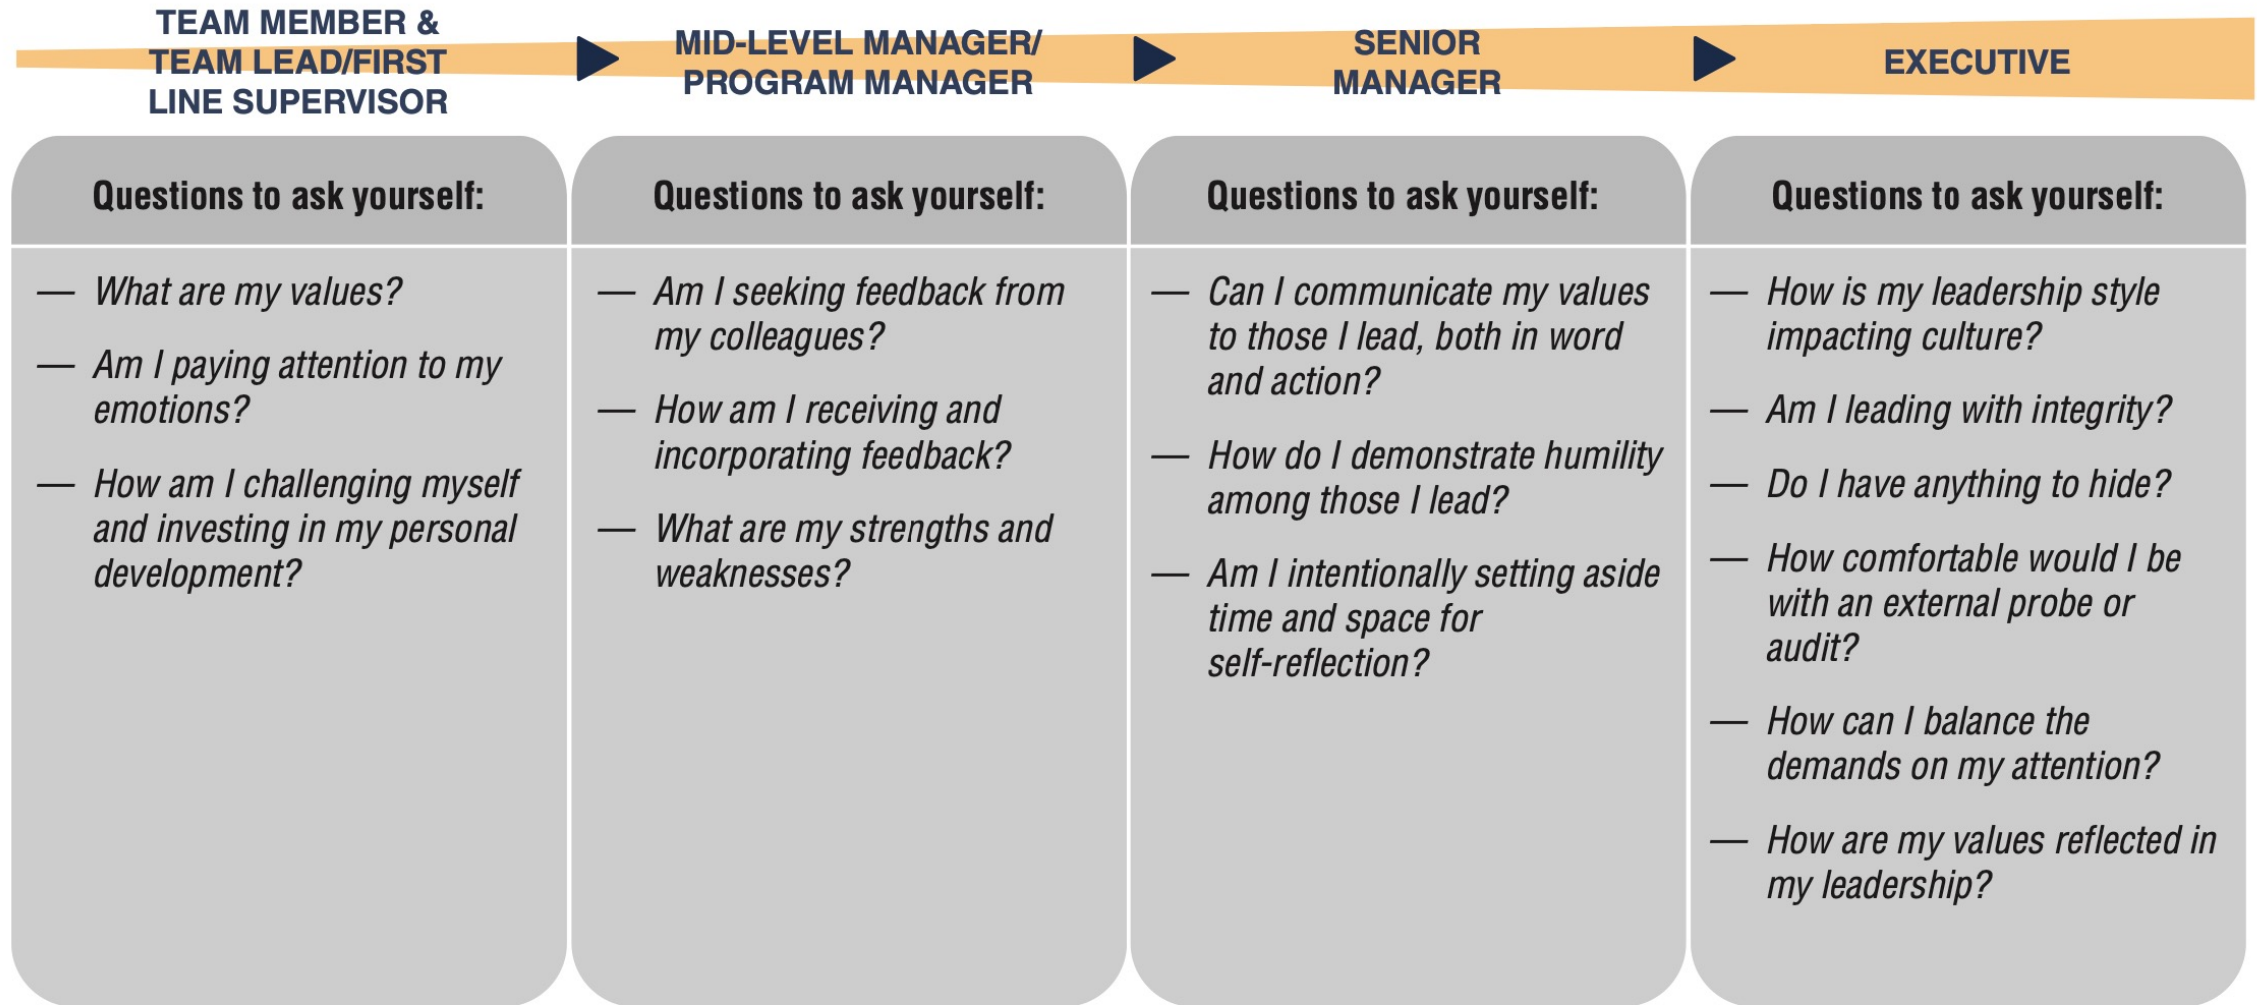 TEAM MEMBER &
TEAM LEAD/FIRST
LINE SUPERVISOR
MID-LEVEL MANAGER/
PROGRAM MANAGER
SENIOR
MANAGER
EXECUTIVE
Questions to ask yourself:
— What are my values?
— Am I paying attention to my
emotions?
— How am I challenging myself
and investing in my personal
development?
Questions to ask yourself:
— Am I seeking feedback from
my colleagues?
— How am I receiving and
incorporating feedback?
— What are my strengths and
weaknesses?
Questions to ask yourself:
— Can I communicate my values
to those I lead, both in word
and action?
— How do I demonstrate humility
among those I lead?
— Am I intentionally setting aside
time and space for
self-reflection?
Questions to ask yourself:
— How is my leadership style
impacting culture?
— Am I leading with integrity?
— Do I have anything to hide?
— How comfortable would I be
with an external probe or
audit?
— How can I balance the
demands on my attention?
— How are my values reflected in
my leadership?